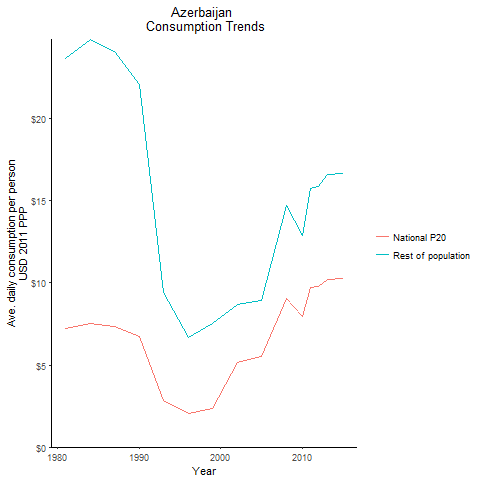 Azerbaijan
Consumption Trends
Ave. daily consumption per person
USD 2011 PPP
$20
$15
$10
$5
$0
1980 1990 2000 2010
Year
National P20
Rest of population